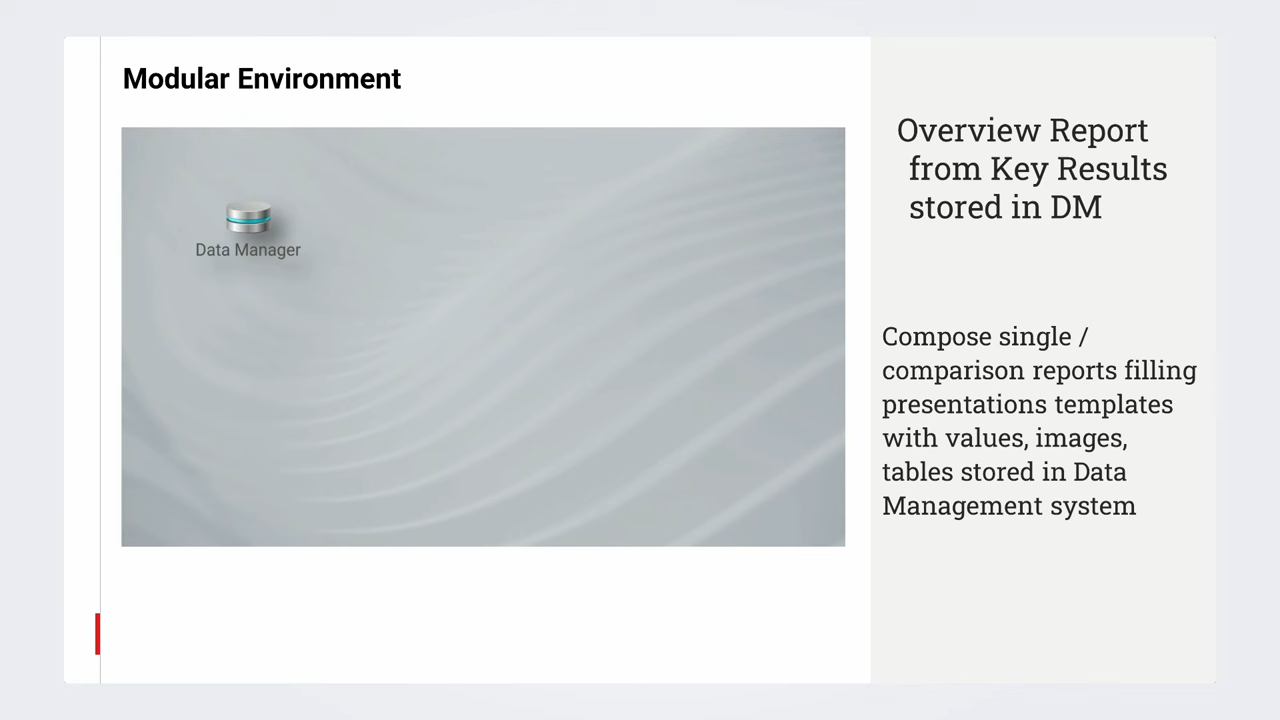 Modular Environment
Data Manager
Overview Report
from Key Results
stored in DM
Compose single /
comparison reports filling
presentations templates
with values, images,
tables stored in Data
Management system